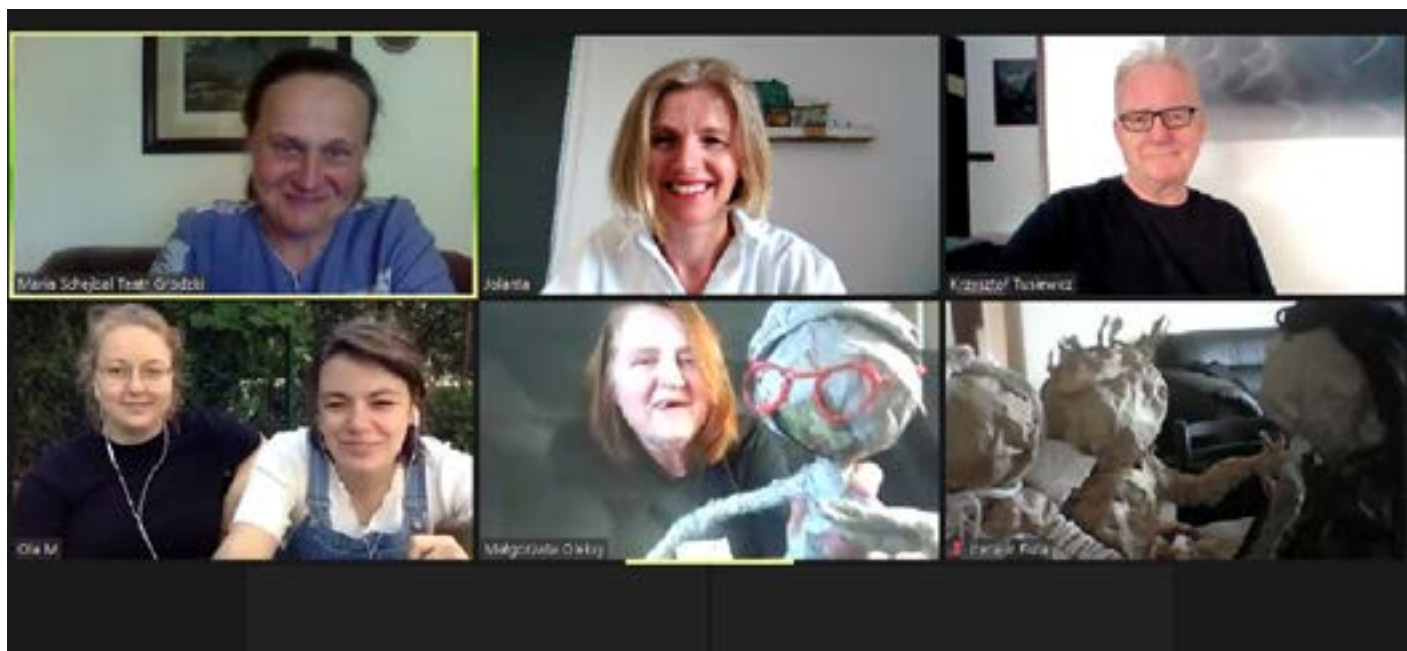 Maria Schejbal Teatr Grodzki
Jolanta
Krzysztof Tusiewicz
Ola M
Małgorzata